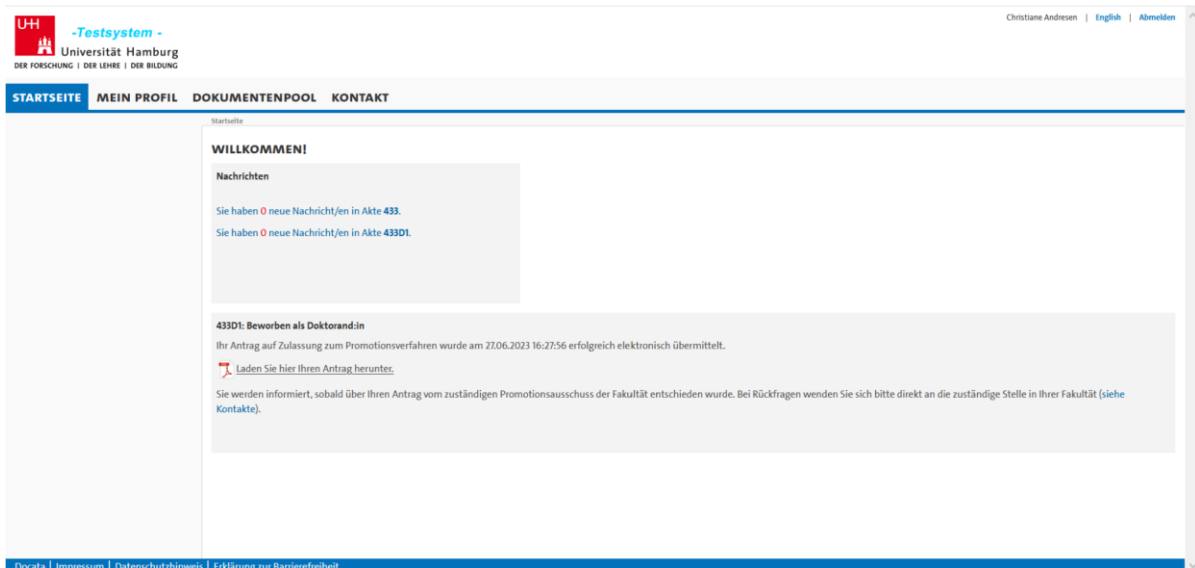 Christiane Andresen | English | Abmelden
UHH
-Testsystem -
Universität Hamburg
DER FORSCHUNG | DER LEHRE | DER BILDUNG
STARTSEITE MEIN PROFIL DOKUMENTENPOOL KONTAKT
Startseite
WILLKOMMEN!
Nachrichten
Sie haben 0 neue Nachricht/en in Akte 433.
Sie haben 0 neue Nachricht/en in Akte 433D1.
433D1: Beworben als Doktorand:in
Ihr Antrag auf Zulassung zum Promotionsverfahren wurde am 27.06.2023 16:27:56 erfolgreich elektronisch übermittelt.
Laden Sie hier Ihren Antrag herunter.
Sie werden informiert, sobald über Ihren Antrag vom zuständigen Promotionsausschuss der Fakultät entschieden wurde. Bei Rückfragen wenden Sie sich bitte direkt an die zuständige Stelle in Ihrer Fakultät (siehe
Kontakte).
Docata | Impressum | Datenschutzhinweis | Erklärung zur Barrierefreiheit